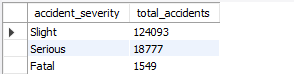 accident_severity total_accidents
Slight 124093
Serious 18777
Fatal 1549